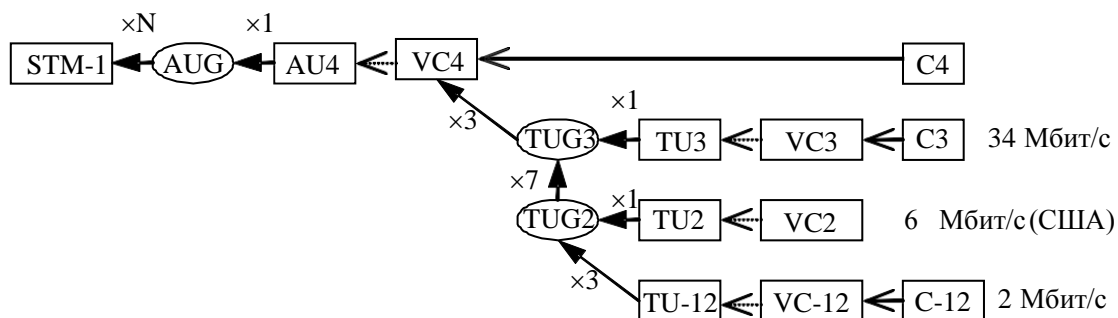 ×N ×1
STM-1 AUG AU4 VC4 C4
×3 ×1
TUG3 TU3 VC3 C3 34 Мбит/с
×7 ×1
TUG2 TU2 VC2 6 Мбит/с (США)
×3
TU-12 VC-12 C-12 2 Мбит/с